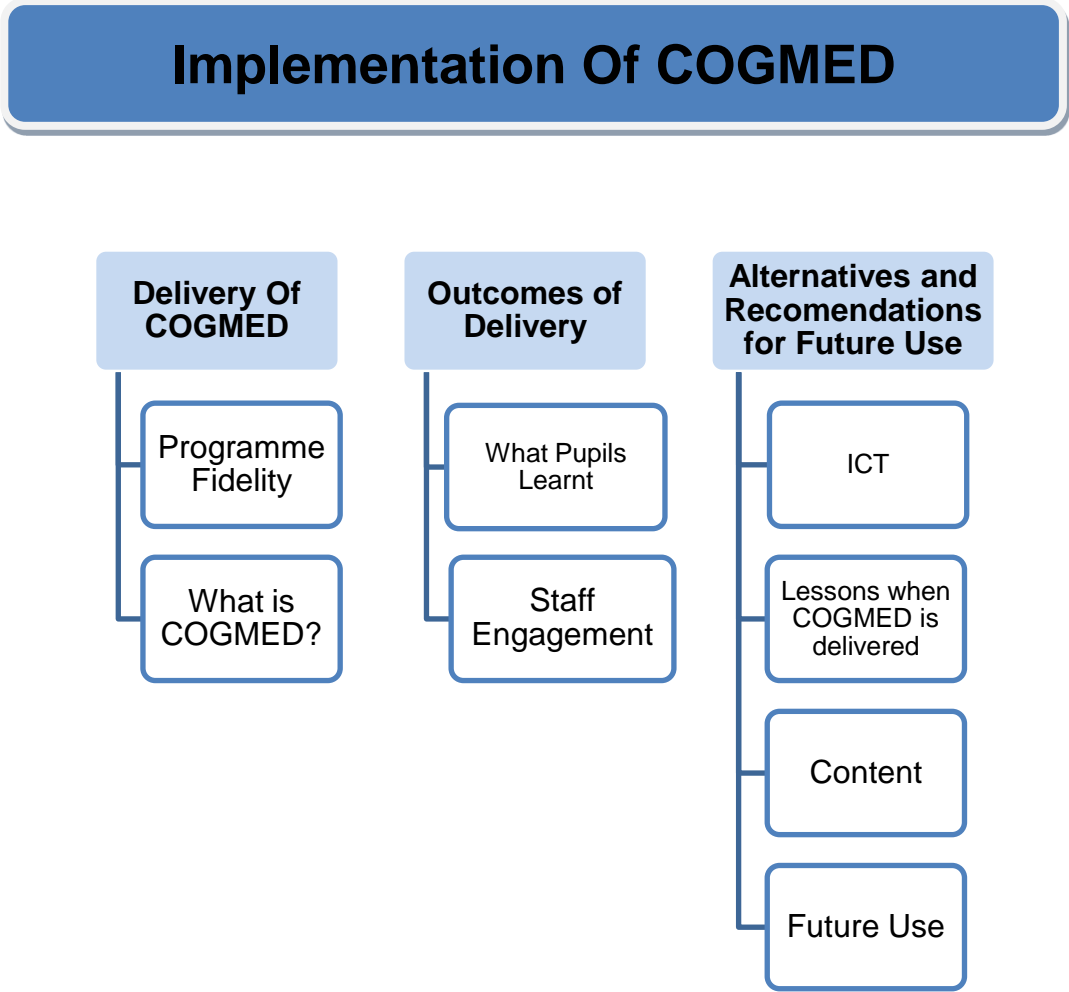 Implementation Of COGMED
Delivery Of
COGMED
Programme
Fidelity
What is
COGMED?
Outcomes of
Delivery
What Pupils
Learnt
Staff
Engagement
Alternatives and
Recomendations
for Future Use
ICT
Lessons when
COGMED is
delivered
Content
Future Use